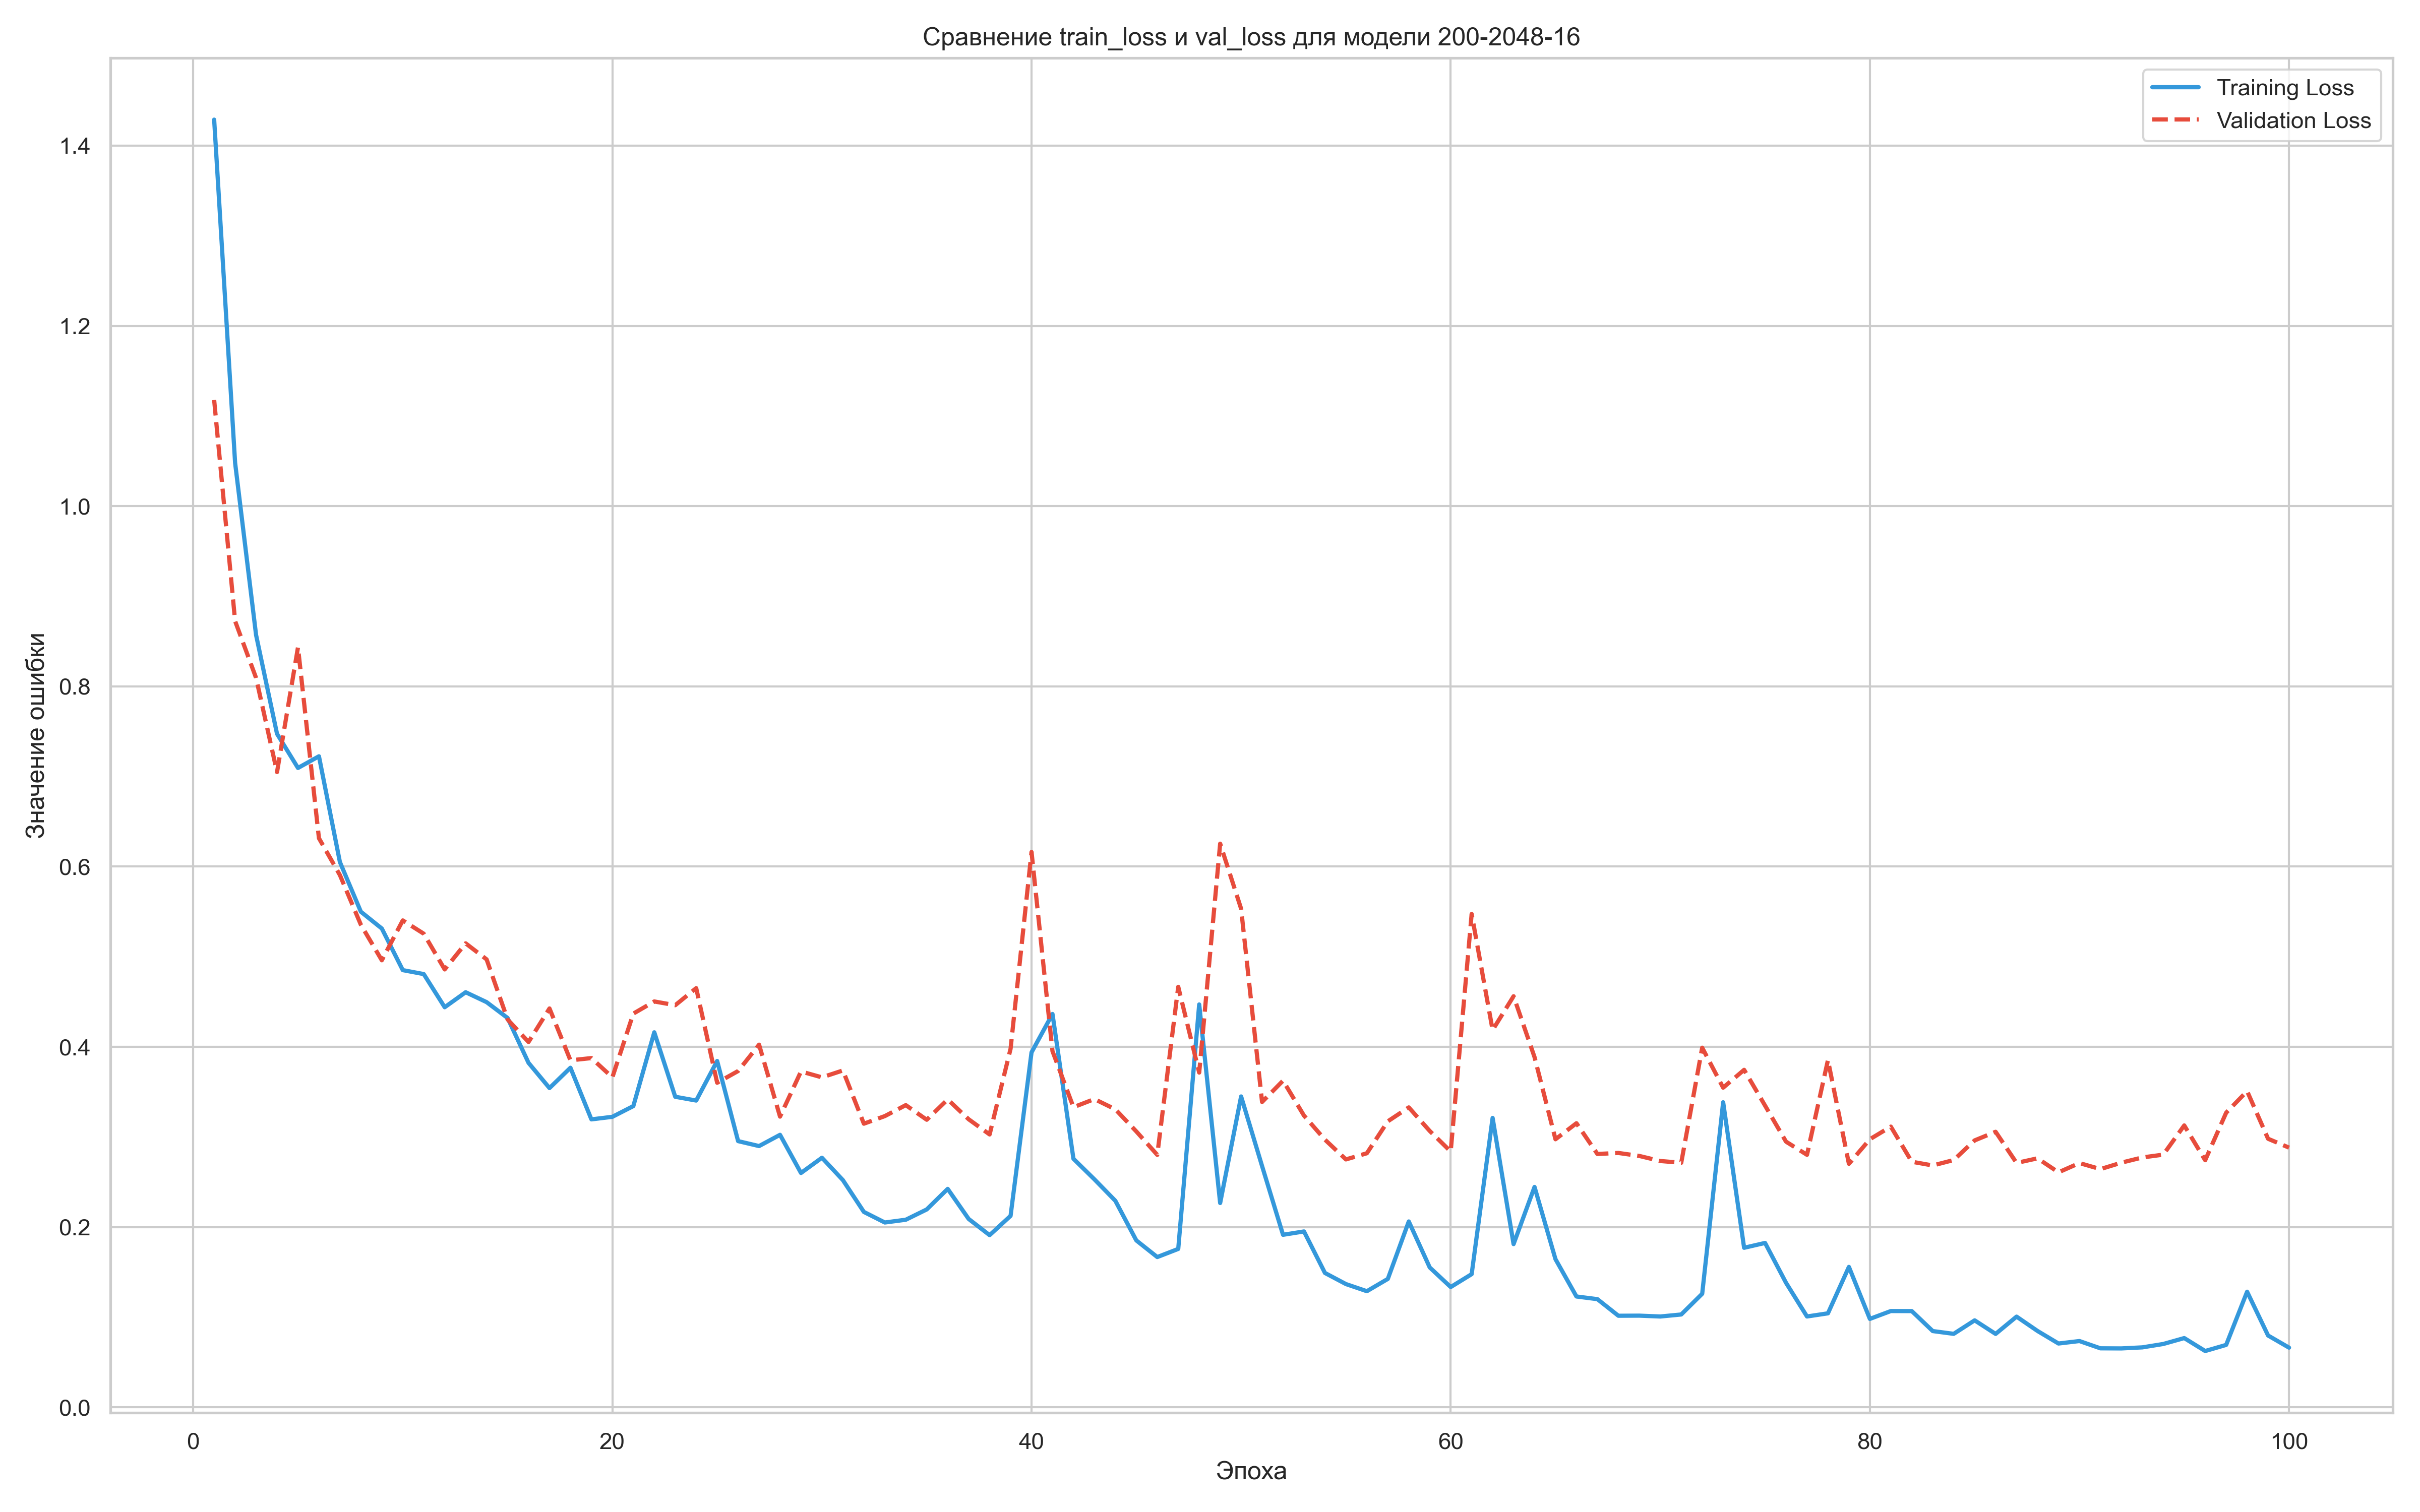 Сравнение train_loss и val_loss для модели 200-2048-16
Training Loss
Validation Loss
1.4
1.2
1.0
0.8
0.6
0.4
0.2
0.0
Значение ошибки
0 20 40 60 80 100
Эпоха